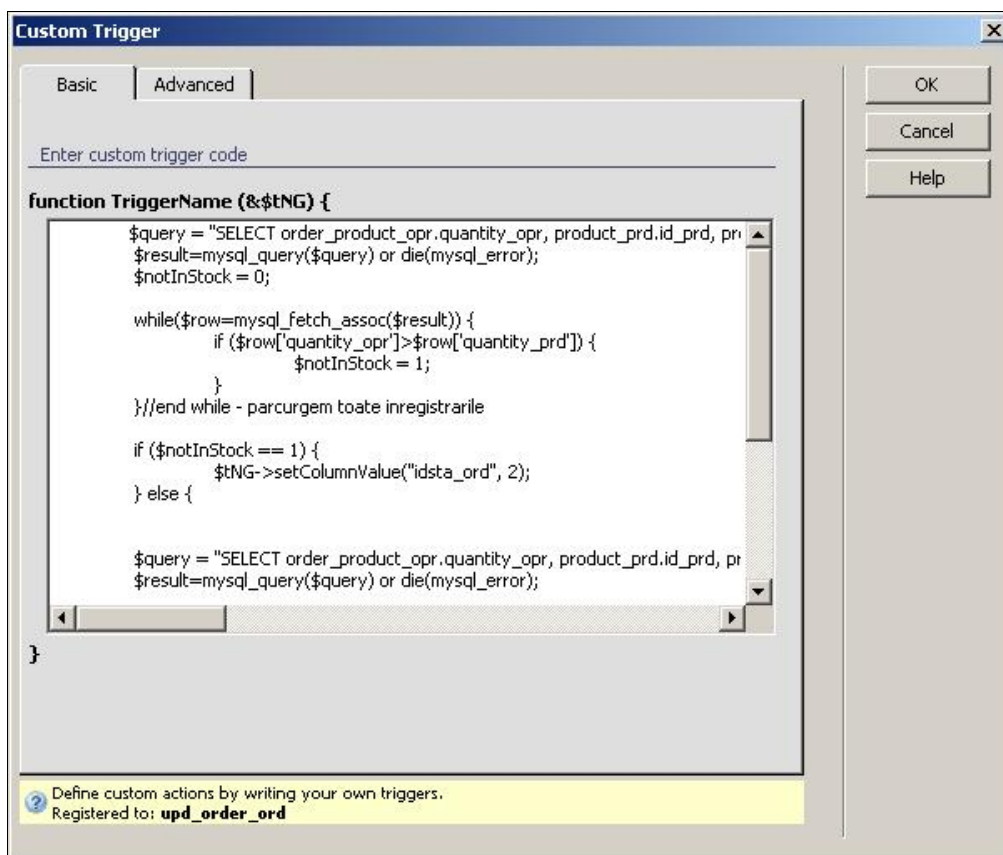 Custom Trigger
Basic
Advanced
OK
Cancel
Help
Enter custom trigger code
function TriggerName (&$tNG) {
$query = "SELECT order_product_opr.quantity_opr, product_prd.id_prd, pr
$result=mysql_query($query) or die(mysql_error);
$notInStock = 0;
while($row=mysql_fetch_assoc($result)) {
if ($row['quantity_opr']>$row['quantity_prd']) {
$notInStock = 1;
}
}//end while - parcurgem toate inregistrarile
if ($notInStock == 1) {
$tNG->setColumnValue("idsta_ord", 2);
} else {
$query = "SELECT order_product_opr.quantity_opr, product_prd.id_prd, pr
$result=mysql_query($query) or die(mysql_error);
}
Define custom actions by writing your own triggers.
Registered to: upd_order_ord